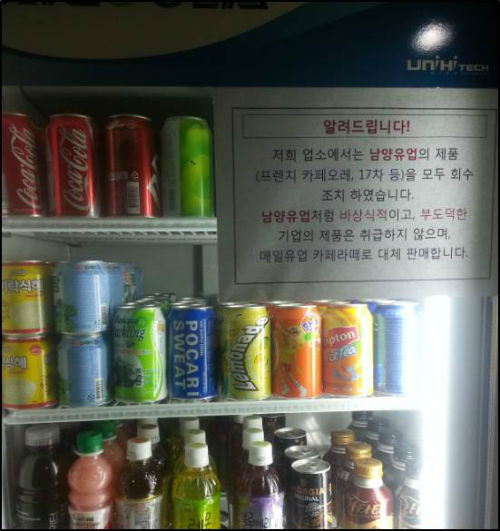 UNIHITECH
알려드립니다!
저희 업소에서는 남양유업의 제품
(프렌치 카페오레, 17차 등)을 모두 회수
조치 하였습니다.
남양유업처럼 비상식적이고, 부도덕한
기업의 제품은 취급하지 않으며,
매일유업 카페라떼로 대체 판매합니다.
Coca-Cola
Coca-Cola
POCARI
SWEAT
Lipton
GEORGIA